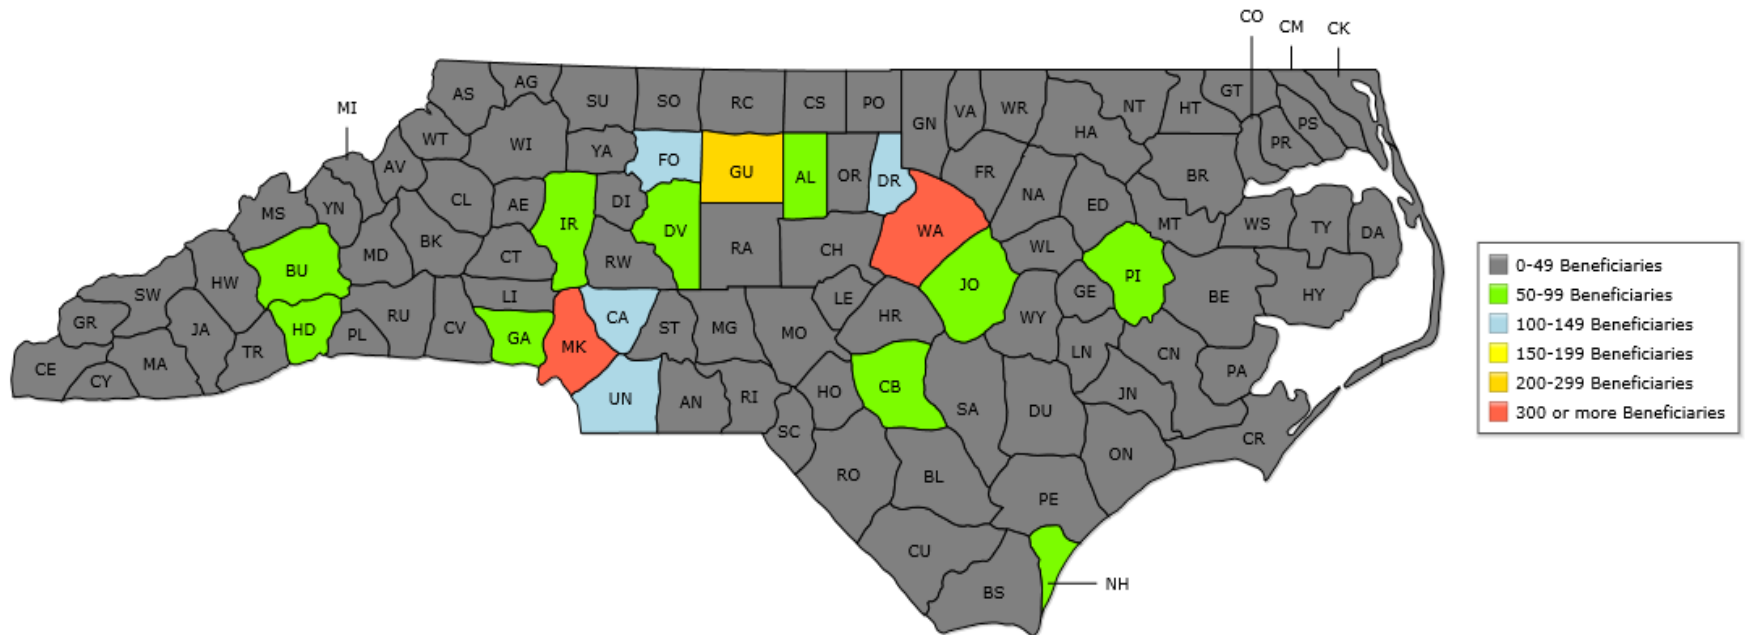 CO
CM
CK
MI
AS
AG
SU
SO
RC
CS
PO
GN
VA
WR
NT
HT
GT
WT
WI
YA
FO
GU
AL
OR
DR
FR
HA
BR
PR
PS
AV
CL
AE
IR
DI
DV
RA
CH
WA
NA
ED
MT
WS
TY
DA
MS
YN
MD
BK
CT
RW
WL
JO
PI
GE
BE
HY
BU
HW
SW
LI
LE
HR
WY
GR
JA
HD
PL
RU
CV
GA
MK
CA
ST
MG
MO
LN
CN
PA
CE
CY
MA
TR
UN
AN
RI
HO
CB
SA
DU
JN
SC
CR
RO
BL
ON
PE
CU
BS
NH
0-49 Beneficiaries
50-99 Beneficiaries
100-149 Beneficiaries
150-199 Beneficiaries
200-299 Beneficiaries
300 or more Beneficiaries